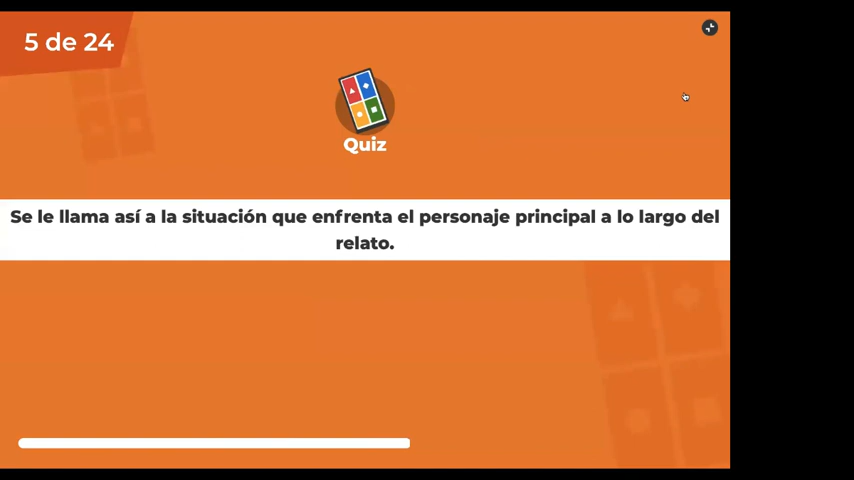 5 de 24
Quiz
Se le llama así a la situación que enfrenta el personaje principal a lo largo del
relato.